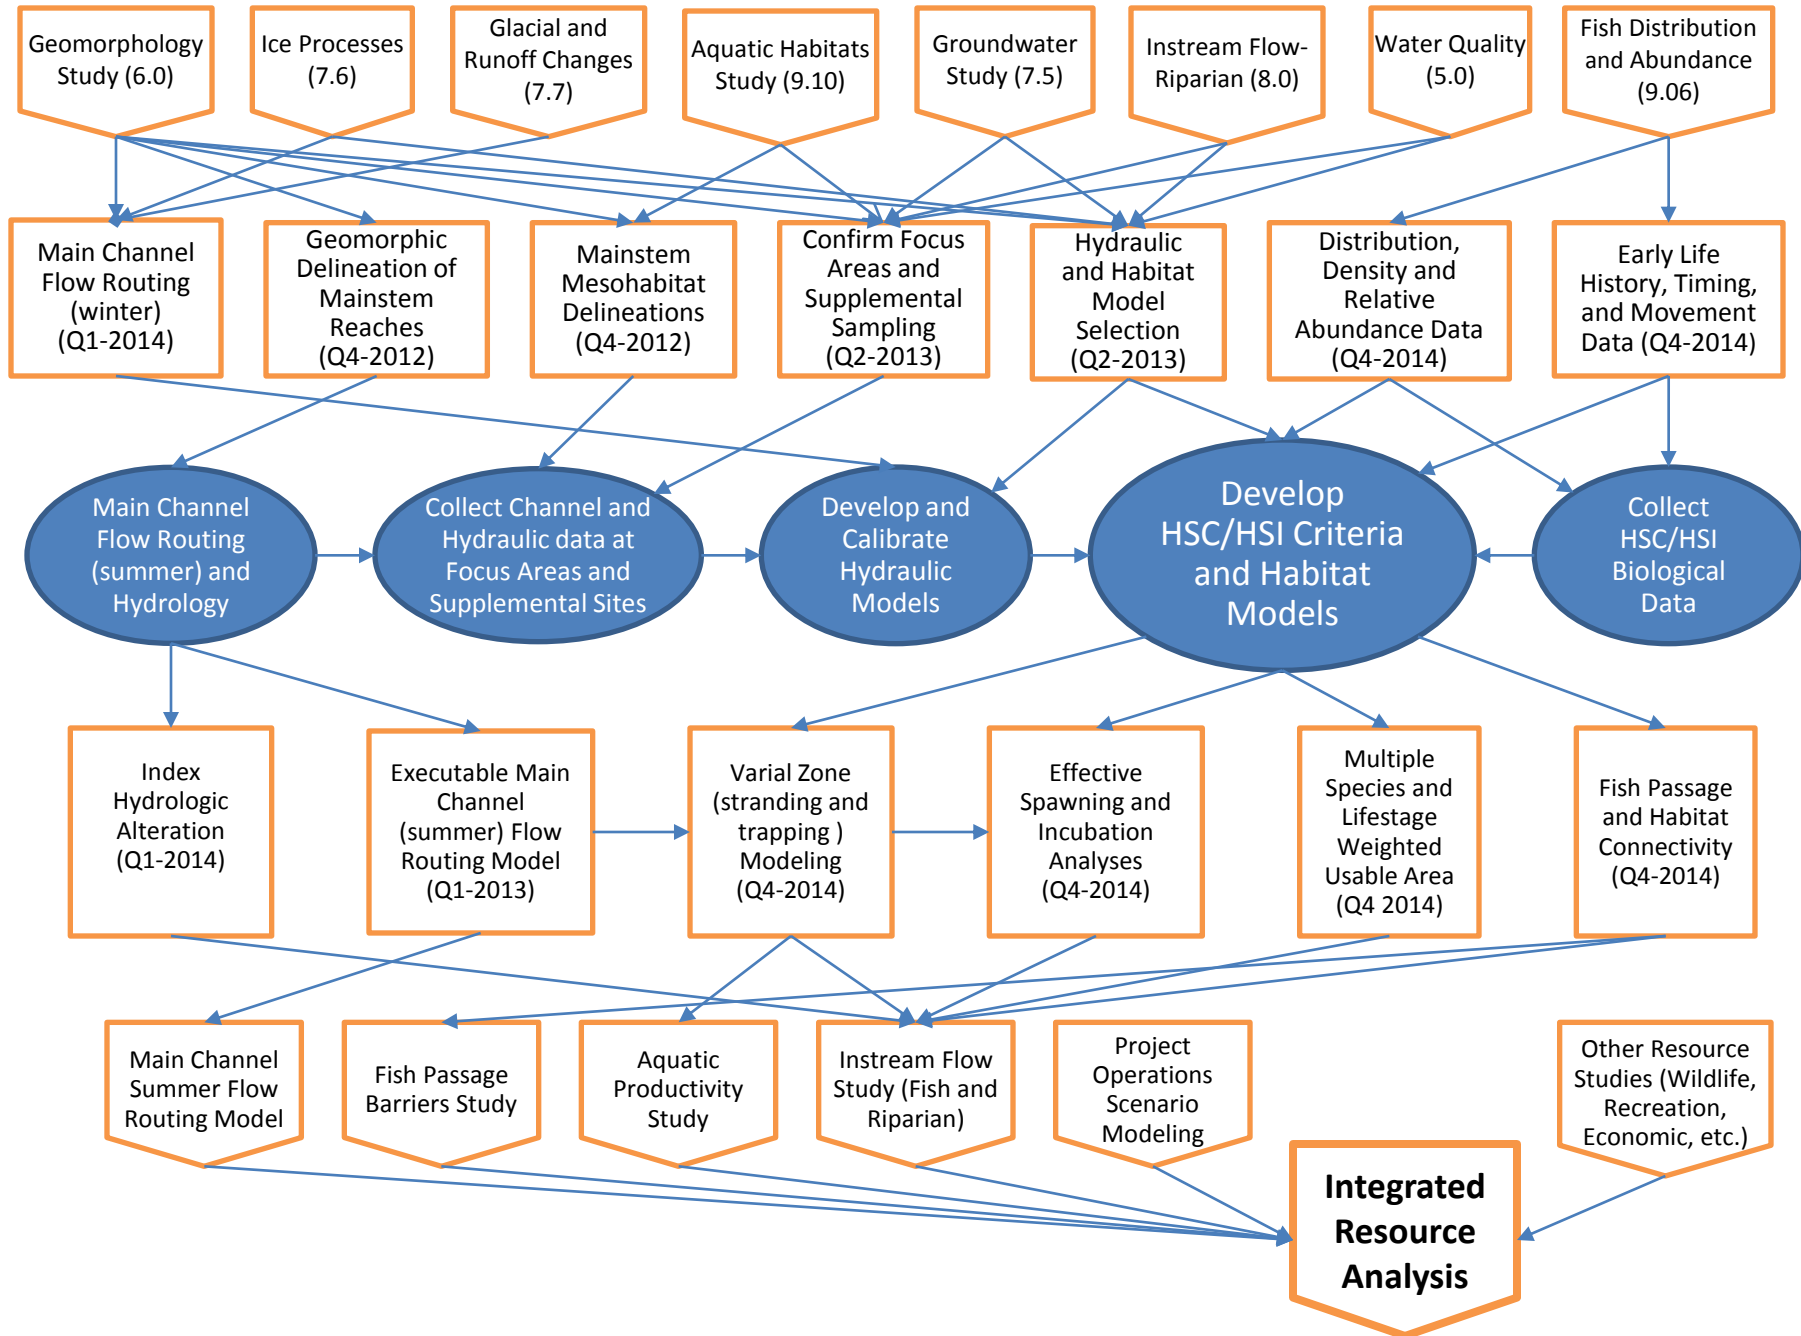 Geomorphology
Study (6.0)
Ice Processes
(7.6)
Glacial and
Runoff Changes
(7.7)
Aquatic Habitats
Study (9.10)
Groundwater
Study (7.5)
Instream Flow-
Riparian (8.0)
Water Quality
(5.0)
Fish Distribution
and Abundance
(9.06)
Main Channel
Flow Routing
(winter)
(Q1-2014)
Geomorphic
Delineation of
Mainstem
Reaches
(Q4-2012)
Mainstem
Mesohabitat
Delineations
(Q4-2012)
Confirm Focus
Areas and
Supplemental
Sampling
(Q2-2013)
Hydraulic
and Habitat
Model
Selection
(Q2-2013)
Distribution,
Density and
Relative
Abundance Data
(Q4-2014)
Early Life
History, Timing,
and Movement
Data (Q4-2014)
Main Channel
Flow Routing
(summer) and
Hydrology
Collect Channel and
Hydraulic data at
Focus Areas and
Supplemental Sites
Develop and
Calibrate
Hydraulic
Models
Develop
HSC/HSI Criteria
and Habitat
Models
Collect
HSC/HSI
Biological
Data
Index
Hydrologic
Alteration
(Q1-2014)
Executable Main
Channel
(summer) Flow
Routing Model
(Q1-2013)
Varial Zone
(stranding and
trapping )
Modeling
(Q4-2014)
Effective
Spawning and
Incubation
Analyses
(Q4-2014)
Multiple
Species and
Lifestage
Weighted
Usable Area
(Q4 2014)
Fish Passage
and Habitat
Connectivity
(Q4-2014)
Main Channel
Summer Flow
Routing Model
Fish Passage
Barriers Study
Aquatic
Productivity
Study
Instream Flow
Study (Fish and
Riparian)
Project
Operations
Scenario
Modeling
Other Resource
Studies (Wildlife,
Recreation,
Economic, etc.)
Integrated
Resource
Analysis